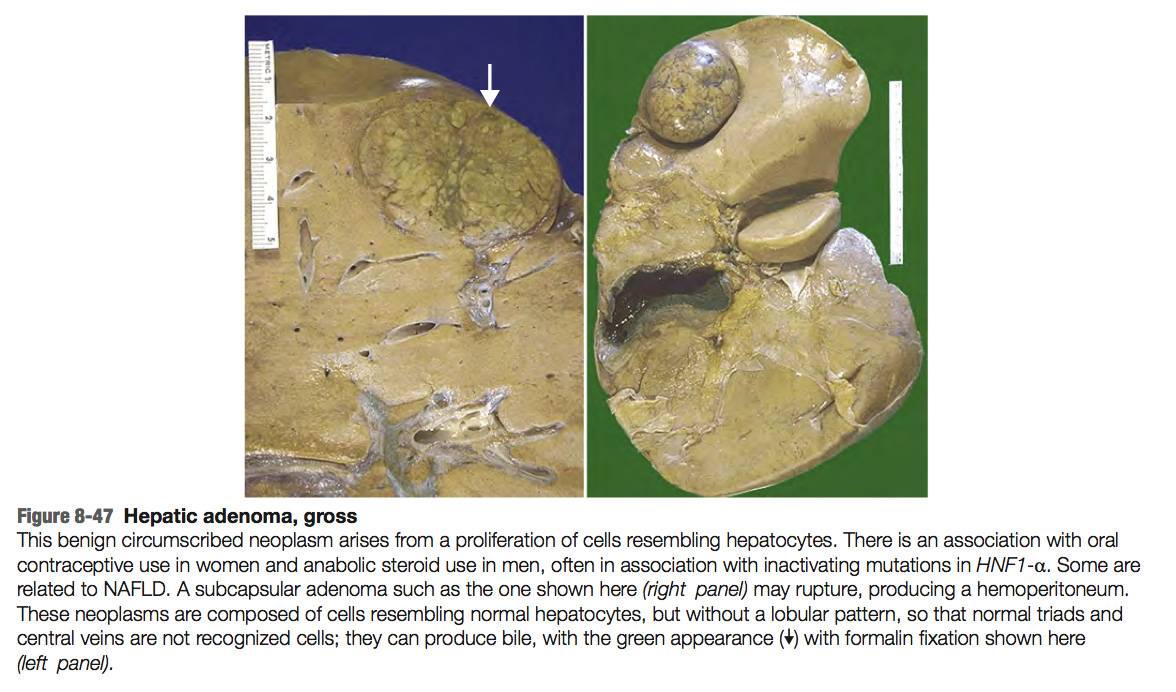 METRIC 1
2
3
4
5
Figure 8-47 Hepatic adenoma, gross
This benign circumscribed neoplasm arises from a proliferation of cells resembling hepatocytes. There is an association with oral
contraceptive use in women and anabolic steroid use in men, often in association with inactivating mutations in HNF1-α. Some are
related to NAFLD. A subcapsular adenoma such as the one shown here (right panel) may rupture, producing a hemoperitoneum.
These neoplasms are composed of cells resembling normal hepatocytes, but without a lobular pattern, so that normal triads and
central veins are not recognized cells; they can produce bile, with the green appearance (↓) with formalin fixation shown here
(left panel).